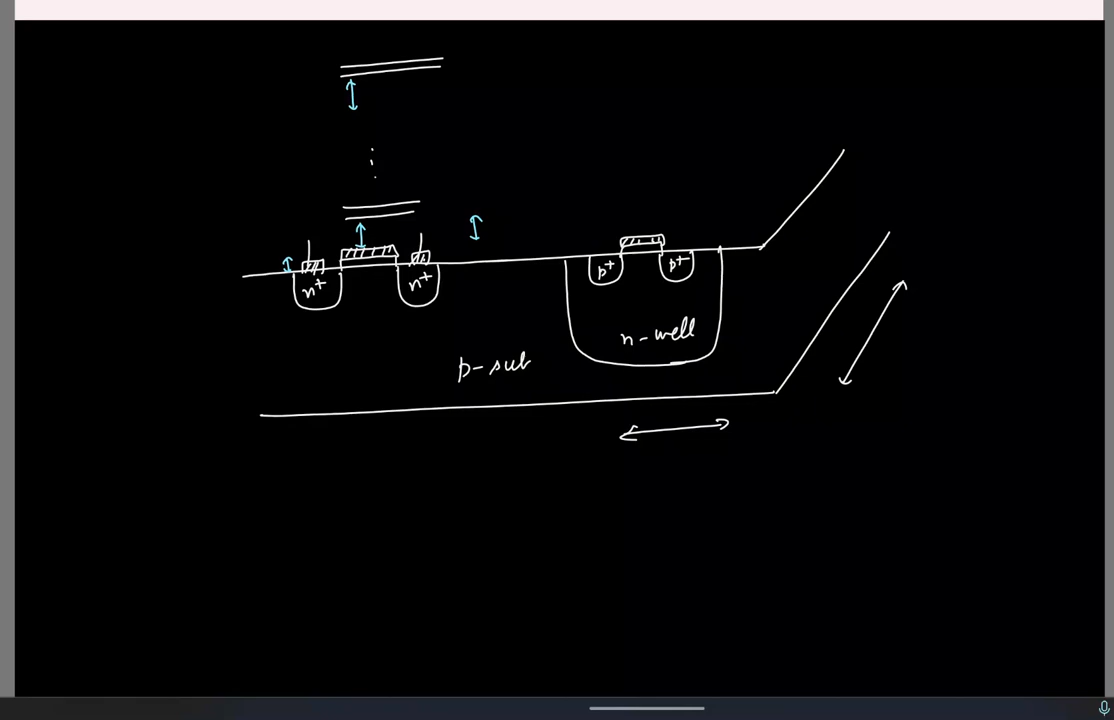 n+ n+ p+ p+
n-well
p-sub